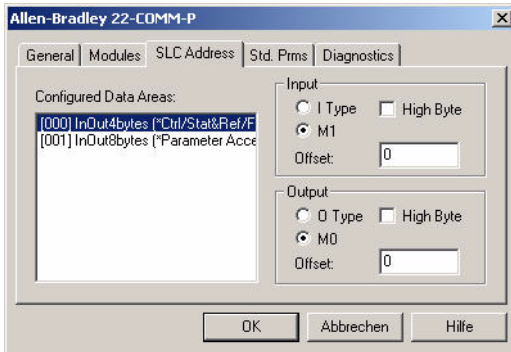 Allen-Bradley 22-COMM-P
General Modules SLC Address Std. Prms Diagnostics
Configured Data Areas:
[000] InOut4bytes (*Ctrl/Stat&Ref/F
[001] InOut8bytes (*Parameter Acce
Input
I Type High Byte
M1
Offset: 0
Output
O Type High Byte
M0
Offset: 0
OK Abbrechen Hilfe